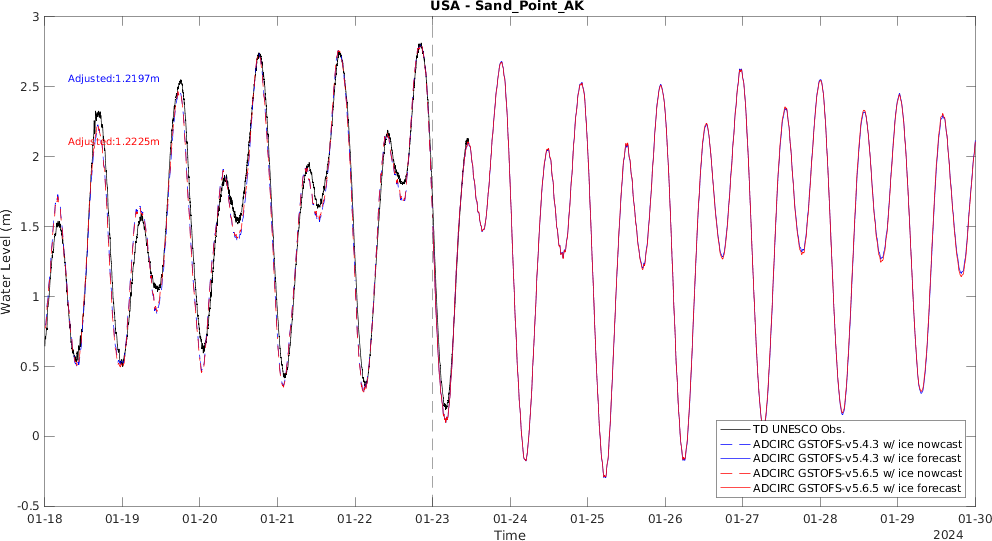 USA - Sand_Point_AK
3
2.5
2
1.5
1
0.5
0
-0.5
Water Level (m)
Adjusted:1.2197m
Adjusted:1.2225m
TD UNESCO Obs.
ADCIRC GSTOFS-v5.4.3 w/ ice nowcast
ADCIRC GSTOFS-v5.4.3 w/ ice forecast
ADCIRC GSTOFS-v5.6.5 w/ ice nowcast
ADCIRC GSTOFS-v5.6.5 w/ ice forecast
01-18 01-19 01-20 01-21 01-22 01-23 01-24 01-25 01-26 01-27 01-28 01-29 01-30
Time
2024